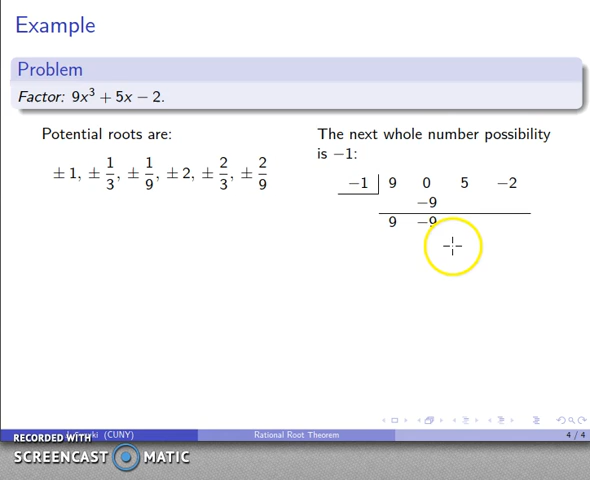 Example
Problem
Factor: 9x³ + 5x − 2.
Potential roots are:
± 1, ± 1/3, ± 1/9, ± 2, ± 2/3, ± 2/9
The next whole number possibility
is −1:
−1 9 0 5 −2
−9
9 −9
(CUNY) Rational Root Theorem 4 / 4
RECORDED WITH
SCREENCAST MATIC